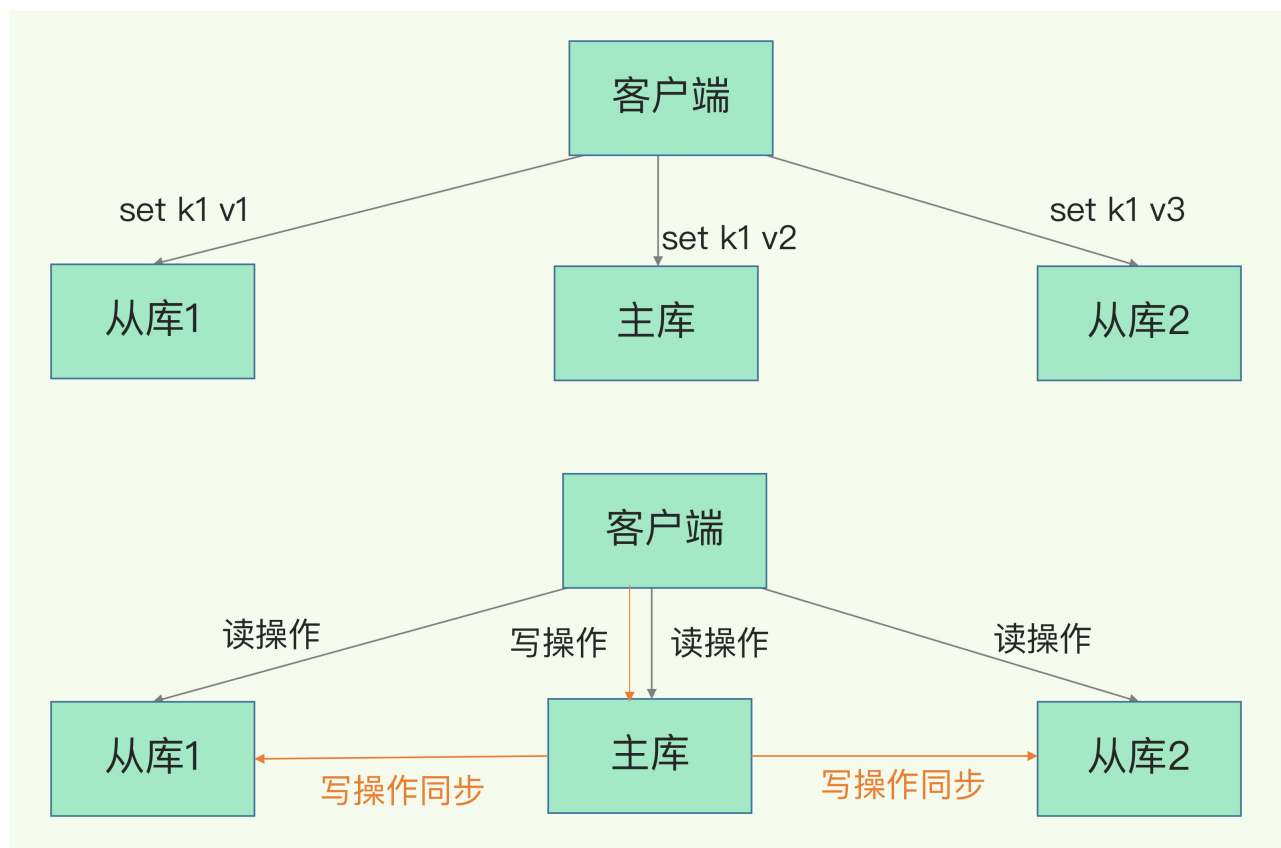 客户端
set k1 v1
set k1 v2
set k1 v3
从库1
主库
从库2
客户端
读操作
写操作
读操作
读操作
从库1
主库
从库2
写操作同步
写操作同步